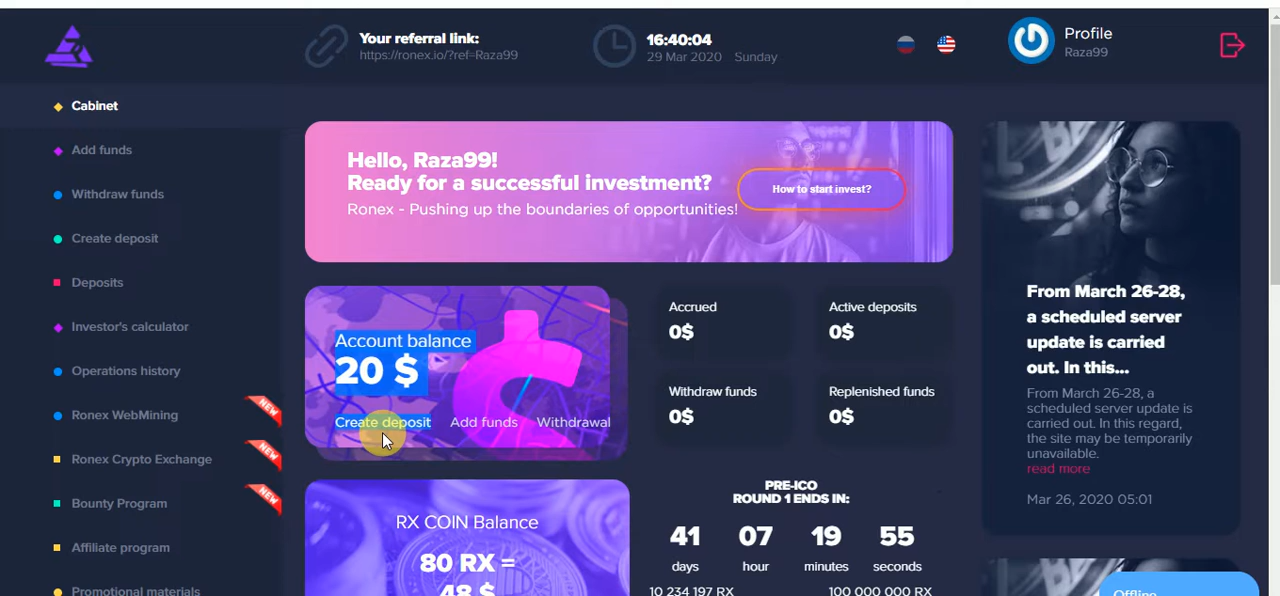 Your referral link:
https://ronex.io/?ref=Raza99
16:40:04
29 Mar 2020 Sunday
Profile
Raza99
Cabinet
Add funds
Withdraw funds
Create deposit
Deposits
Investor's calculator
Operations history
Ronex WebMining
NEW
Ronex Crypto Exchange
NEW
Bounty Program
NEW
Affiliate program
Promotional materials
Hello, Raza99!
Ready for a successful investment?
Ronex - Pushing up the boundaries of opportunities!
How to start invest?
Account balance
20 $
Create deposit Add funds Withdrawal
Accrued
0$
Active deposits
0$
Withdraw funds
0$
Replenished funds
0$
RX COIN Balance
80 RX =
48 $
PRE-ICO
ROUND 1 ENDS IN:
41 07 19 55
days hour minutes seconds
10 234 197 RX 100 000 000 RX
From March 26-28,
a scheduled server
update is carried
out. In this...
From March 26-28, a
scheduled server update is
carried out. In this regard,
the site may be temporarily
unavailable.
read more
Mar 26, 2020 05:01
Offline